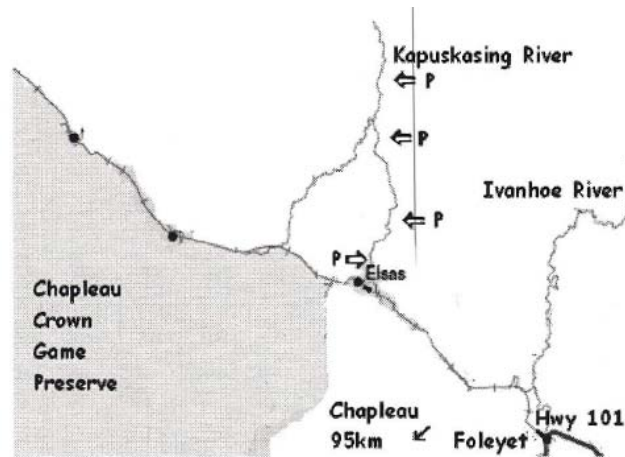 Kapuskasing River
P
P
Ivanhoe River
P
P
Elsas
Chapleau
Crown
Game
Preserve
Chapleau
95km
Hwy 101
Foleyet